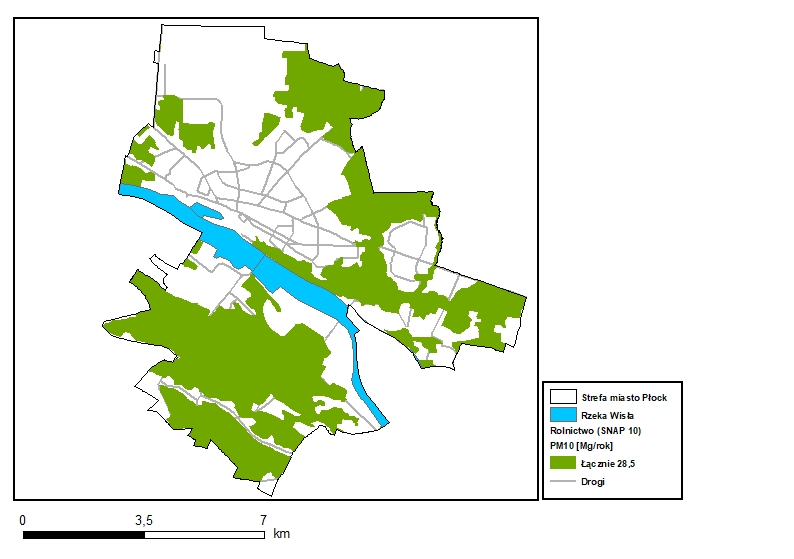 Strefa miasto Płock
Rzeka Wisła
Rolnictwo (SNAP 10)
PM10 [Mg/rok]
Łącznie 28,5
Drogi
0 3,5 7
km